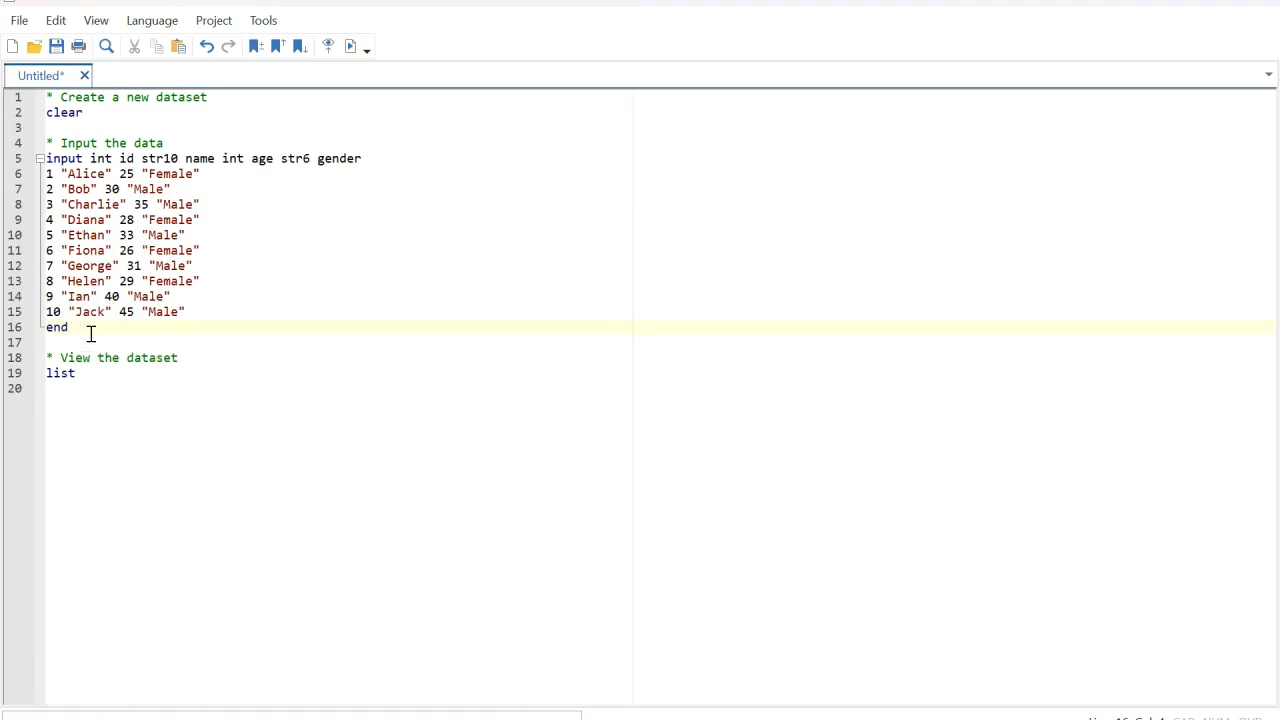 File Edit View Language Project Tools
Untitled*
1 * Create a new dataset
2 clear
3
4 * Input the data
5 input int id str10 name int age str6 gender
6 1 "Alice" 25 "Female"
7 2 "Bob" 30 "Male"
8 3 "Charlie" 35 "Male"
9 4 "Diana" 28 "Female"
10 5 "Ethan" 33 "Male"
11 6 "Fiona" 26 "Female"
12 7 "George" 31 "Male"
13 8 "Helen" 29 "Female"
14 9 "Ian" 40 "Male"
15 10 "Jack" 45 "Male"
16 end
17
18 * View the dataset
19 list
20